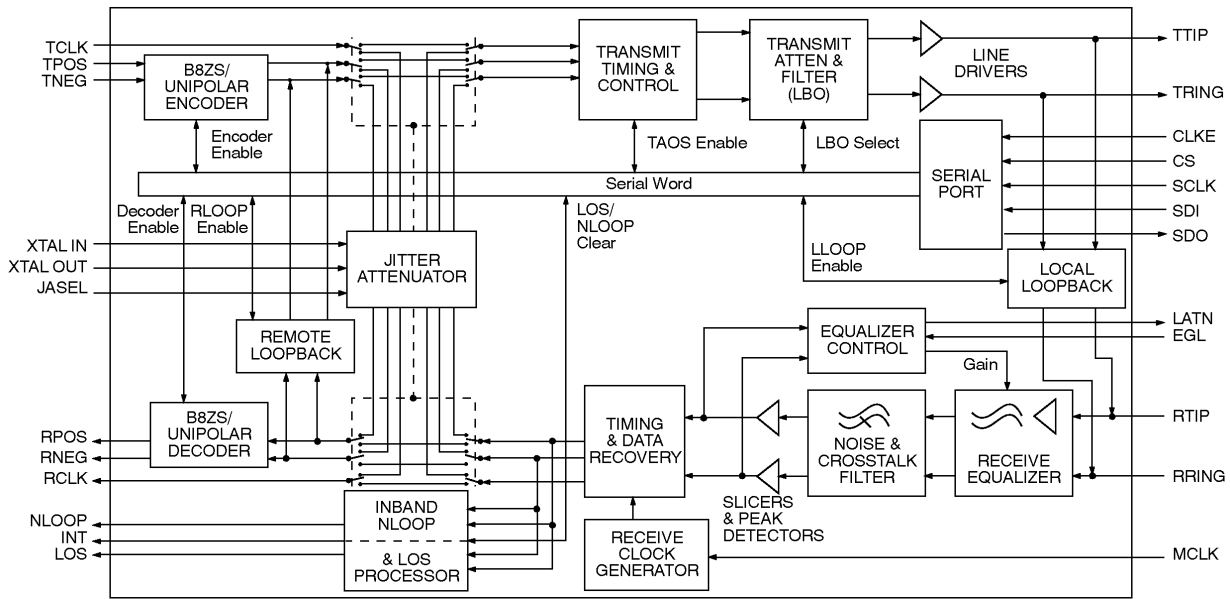 TCLK
TPOS
TNEG
B8ZS/
UNIPOLAR
ENCODER
TRANSMIT
TIMING &
CONTROL
TRANSMIT
ATTEN &
FILTER
(LBO)
LINE
DRIVERS
TTIP
TRING
Encoder
Enable
TAOS Enable
LBO Select
SERIAL
PORT
CLKE
CS
SCLK
SDI
SDO
Serial Word
Decoder
Enable
RLOOP
Enable
LOS/
NLOOP
Clear
LLOOP
Enable
XTAL IN
XTAL OUT
JASEL
JITTER
ATTENUATOR
LOCAL
LOOPBACK
REMOTE
LOOPBACK
EQUALIZER
CONTROL
LATN
EGL
Gain
B8ZS/
UNIPOLAR
DECODER
RPOS
RNEG
RCLK
TIMING
& DATA
RECOVERY
SLICERS
& PEAK
DETECTORS
NOISE &
CROSSTALK
FILTER
RECEIVE
EQUALIZER
RTIP
RRING
NLOOP
INT
LOS
INBAND
NLOOP
& LOS
PROCESSOR
RECEIVE
CLOCK
GENERATOR
MCLK